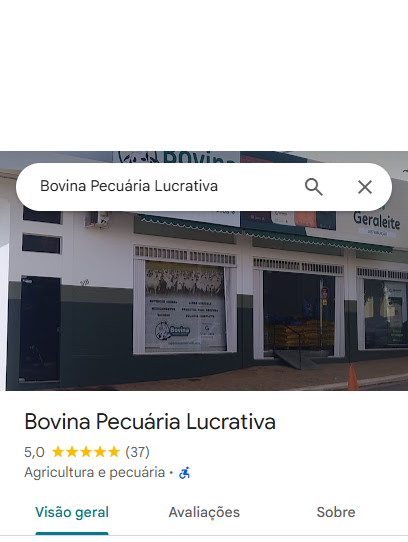 Bovina
Bovina Pecuária Lucrativa
Geraleite
Bovina
Bovina Pecuária Lucrativa
5,0 (37)
Agricultura e pecuária ·
Visão geral
Avaliações
Sobre